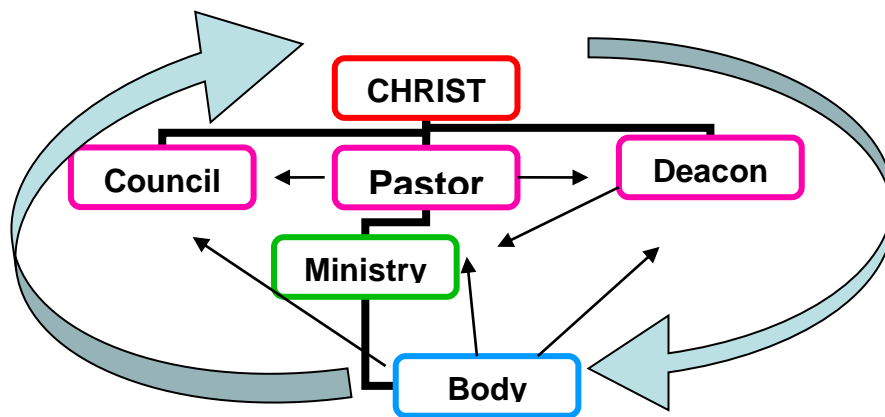 CHRIST
Council
Pastor
Deacon
Ministry
Body